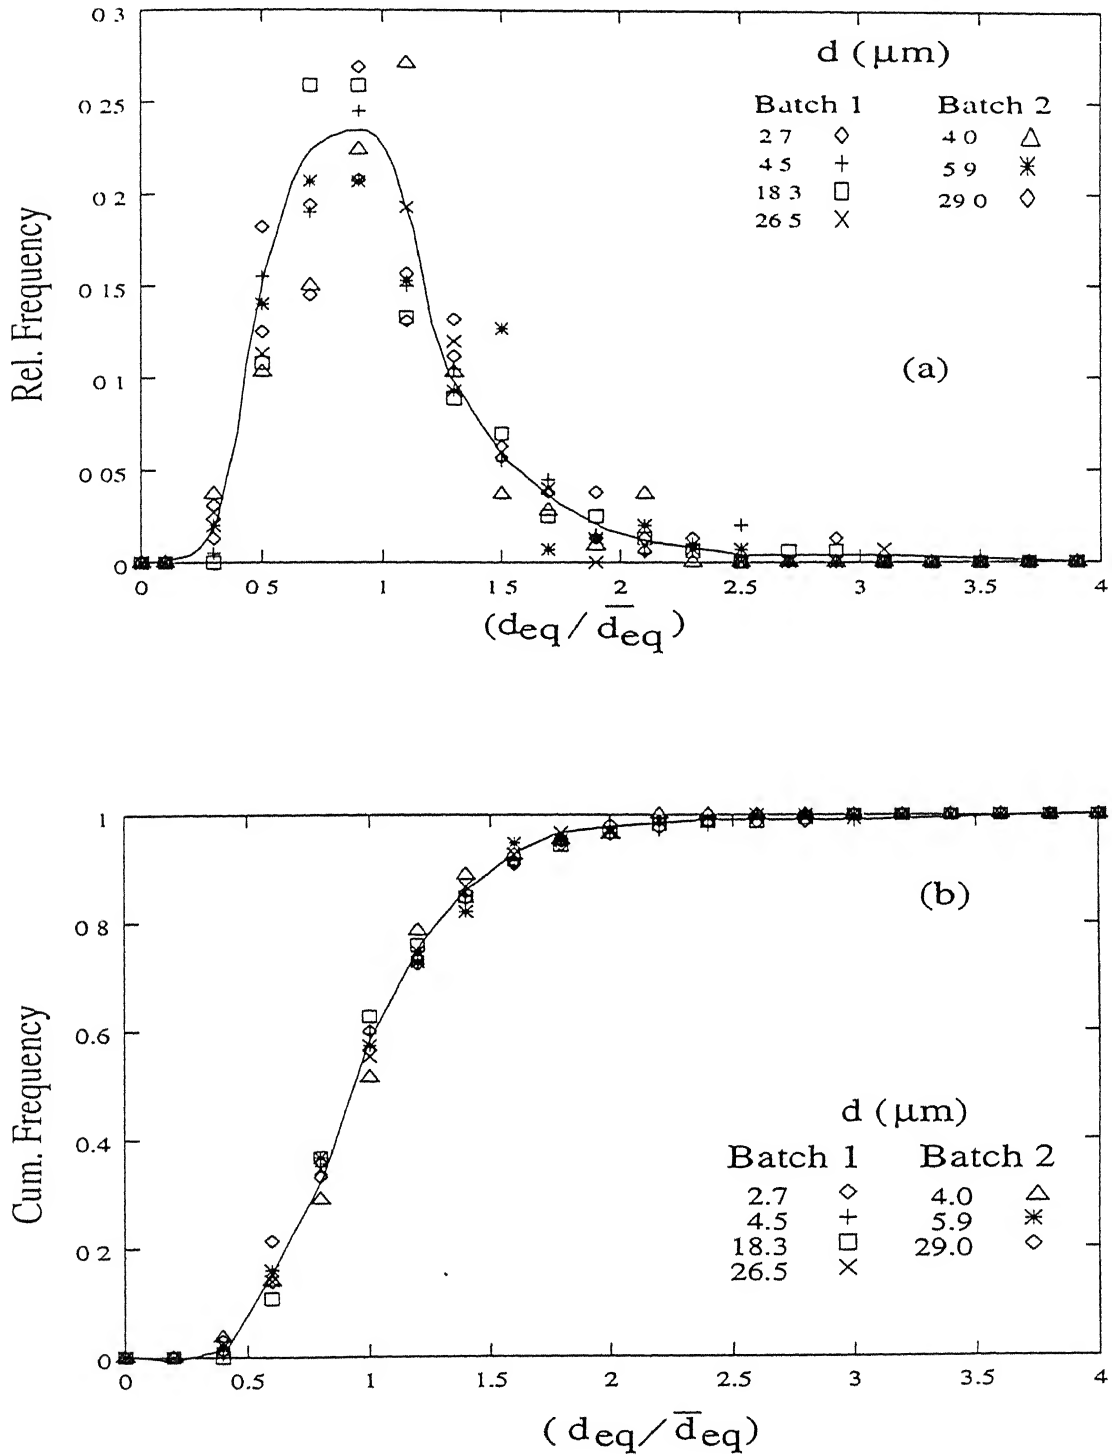 0 3
0 25
0 2
0 15
0 1
0 05
0
Rel. Frequency
d (μm)
Batch 1 Batch 2
2 7 ◇ 4 0 △
4 5 + 5 9 ✳
18 3 □ 29 0 ◇
26 5 ×
(a)
0 0 5 1 1 5 2 2.5 3 3.5 4
(d_eq / d̅_eq)
1
0 8
0.6
0.4
0 2
0
Cum. Frequency
(b)
d (μm)
Batch 1 Batch 2
2.7 ◇ 4.0 △
4.5 + 5.9 ✳
18.3 □ 29.0 ◇
26.5 ×
0 0.5 1 1.5 2 2.5 3 3.5 4
(d_eq / d̅_eq)